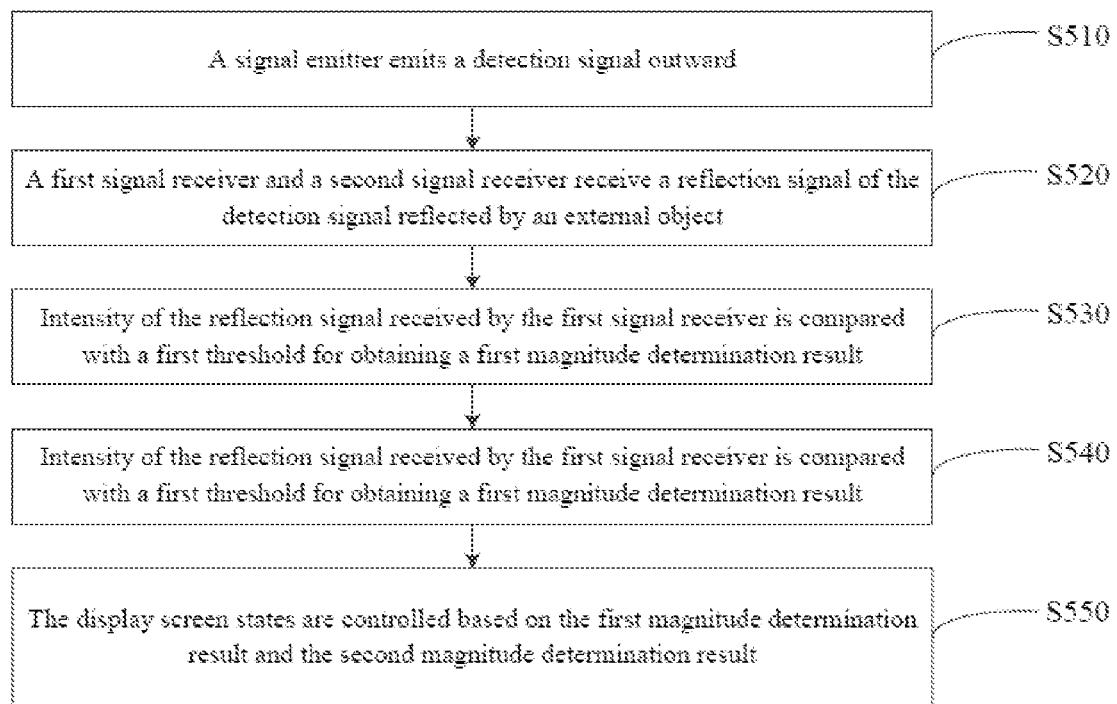 A signal emitter emits a detection signal outward
S510
A first signal receiver and a second signal receiver receive a reflection signal of the
detection signal reflected by an external object
S520
Intensity of the reflection signal received by the first signal receiver is compared
with a first threshold for obtaining a first magnitude determination result
S530
Intensity of the reflection signal received by the first signal receiver is compared
with a first threshold for obtaining a first magnitude determination result
S540
The display screen states are controlled based on the first magnitude determination
result and the second magnitude determination result
S550